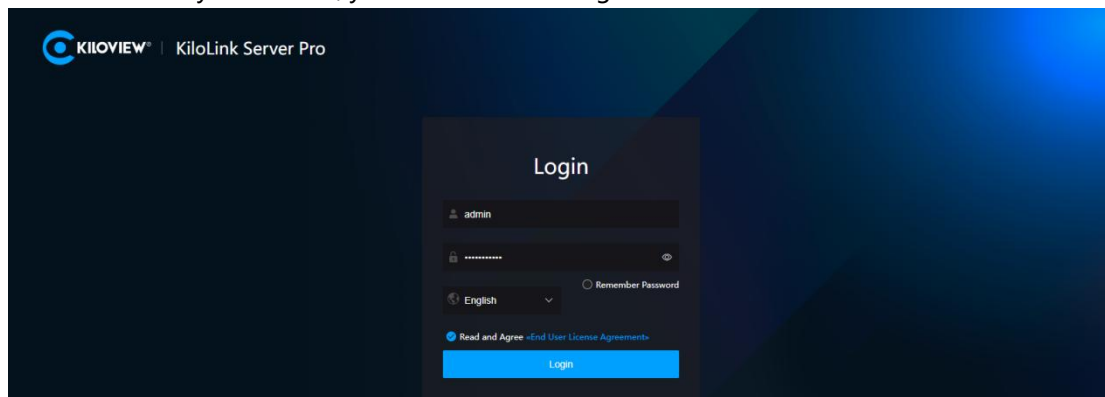 KILOVIEW® | KiloLink Server Pro
Login
admin
•••••••••••
Remember Password
English
Read and Agree «End User License Agreement»
Login